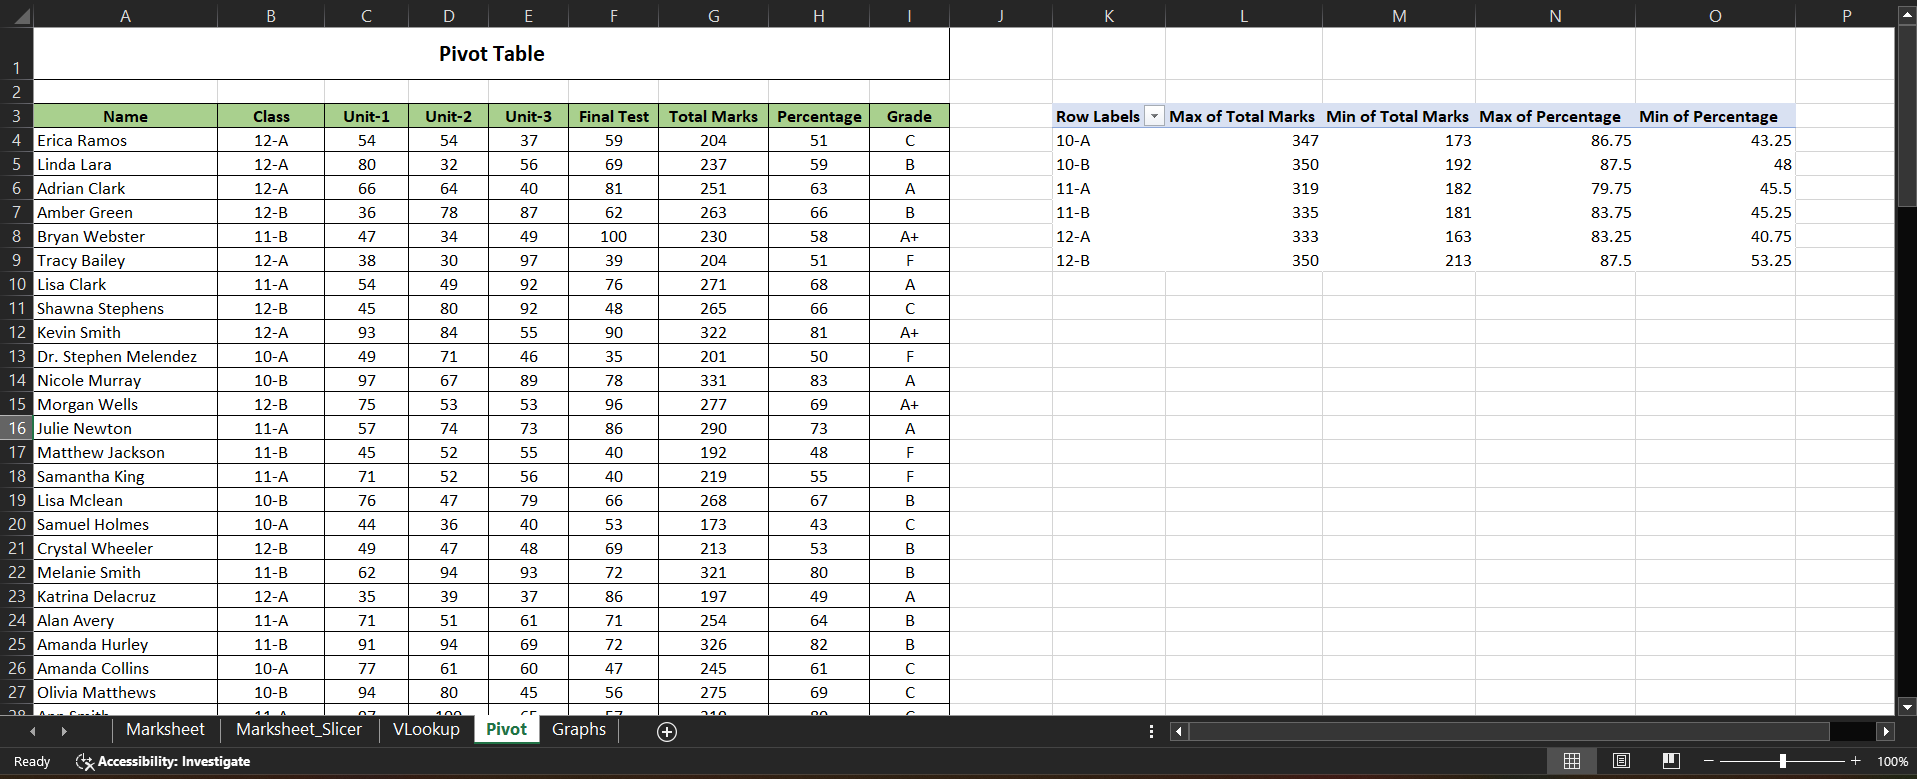 A B C D E F G H I J K L M N O P
1 Pivot Table
2
3 Name Class Unit-1 Unit-2 Unit-3 Final Test Total Marks Percentage Grade Row Labels Max of Total Marks Min of Total Marks Max of Percentage Min of Percentage
4 Erica Ramos 12-A 54 54 37 59 204 51 C 10-A 347 173 86.75 43.25
5 Linda Lara 12-A 80 32 56 69 237 59 B 10-B 350 192 87.5 48
6 Adrian Clark 12-A 66 64 40 81 251 63 A 11-A 319 182 79.75 45.5
7 Amber Green 12-B 36 78 87 62 263 66 B 11-B 335 181 83.75 45.25
8 Bryan Webster 11-B 47 34 49 100 230 58 A+ 12-A 333 163 83.25 40.75
9 Tracy Bailey 12-A 38 30 97 39 204 51 F 12-B 350 213 87.5 53.25
10 Lisa Clark 11-A 54 49 92 76 271 68 A
11 Shawna Stephens 12-B 45 80 92 48 265 66 C
12 Kevin Smith 12-A 93 84 55 90 322 81 A+
13 Dr. Stephen Melendez 10-A 49 71 46 35 201 50 F
14 Nicole Murray 10-B 97 67 89 78 331 83 A
15 Morgan Wells 12-B 75 53 53 96 277 69 A+
16 Julie Newton 11-A 57 74 73 86 290 73 A
17 Matthew Jackson 11-B 45 52 55 40 192 48 F
18 Samantha King 11-A 71 52 56 40 219 55 F
19 Lisa Mclean 10-B 76 47 79 66 268 67 B
20 Samuel Holmes 10-A 44 36 40 53 173 43 C
21 Crystal Wheeler 12-B 49 47 48 69 213 53 B
22 Melanie Smith 11-B 62 94 93 72 321 80 B
23 Katrina Delacruz 12-A 35 39 37 86 197 49 A
24 Alan Avery 11-A 71 51 61 71 254 64 B
25 Amanda Hurley 11-B 91 94 69 72 326 82 B
26 Amanda Collins 10-A 77 61 60 47 245 61 C
27 Olivia Matthews 10-B 94 80 45 56 275 69 C
Marksheet Marksheet_Slicer VLookup Pivot Graphs
Ready Accessibility: Investigate 100%